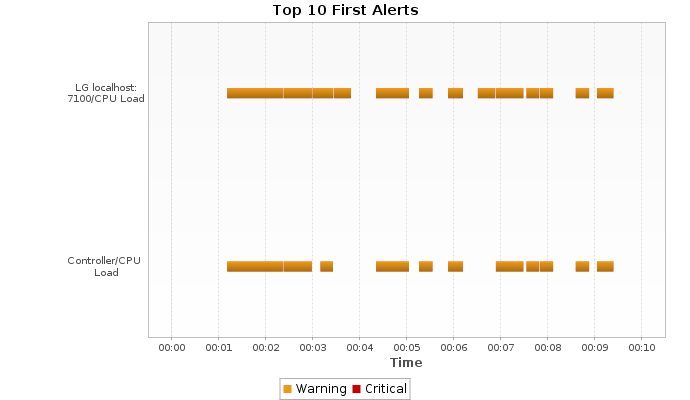 Top 10 First Alerts
LG localhost:
7100/CPU Load
Controller/CPU
Load
00:00 00:01 00:02 00:03 00:04 00:05 00:06 00:07 00:08 00:09 00:10
Time
Warning Critical